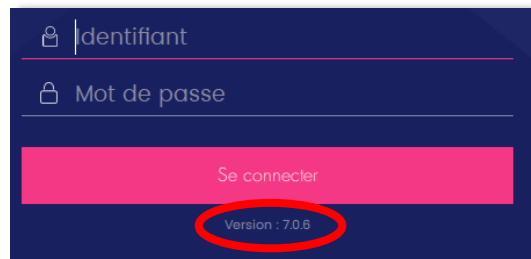 Identifiant
Mot de passe
Se connecter
Version : 7.0.6